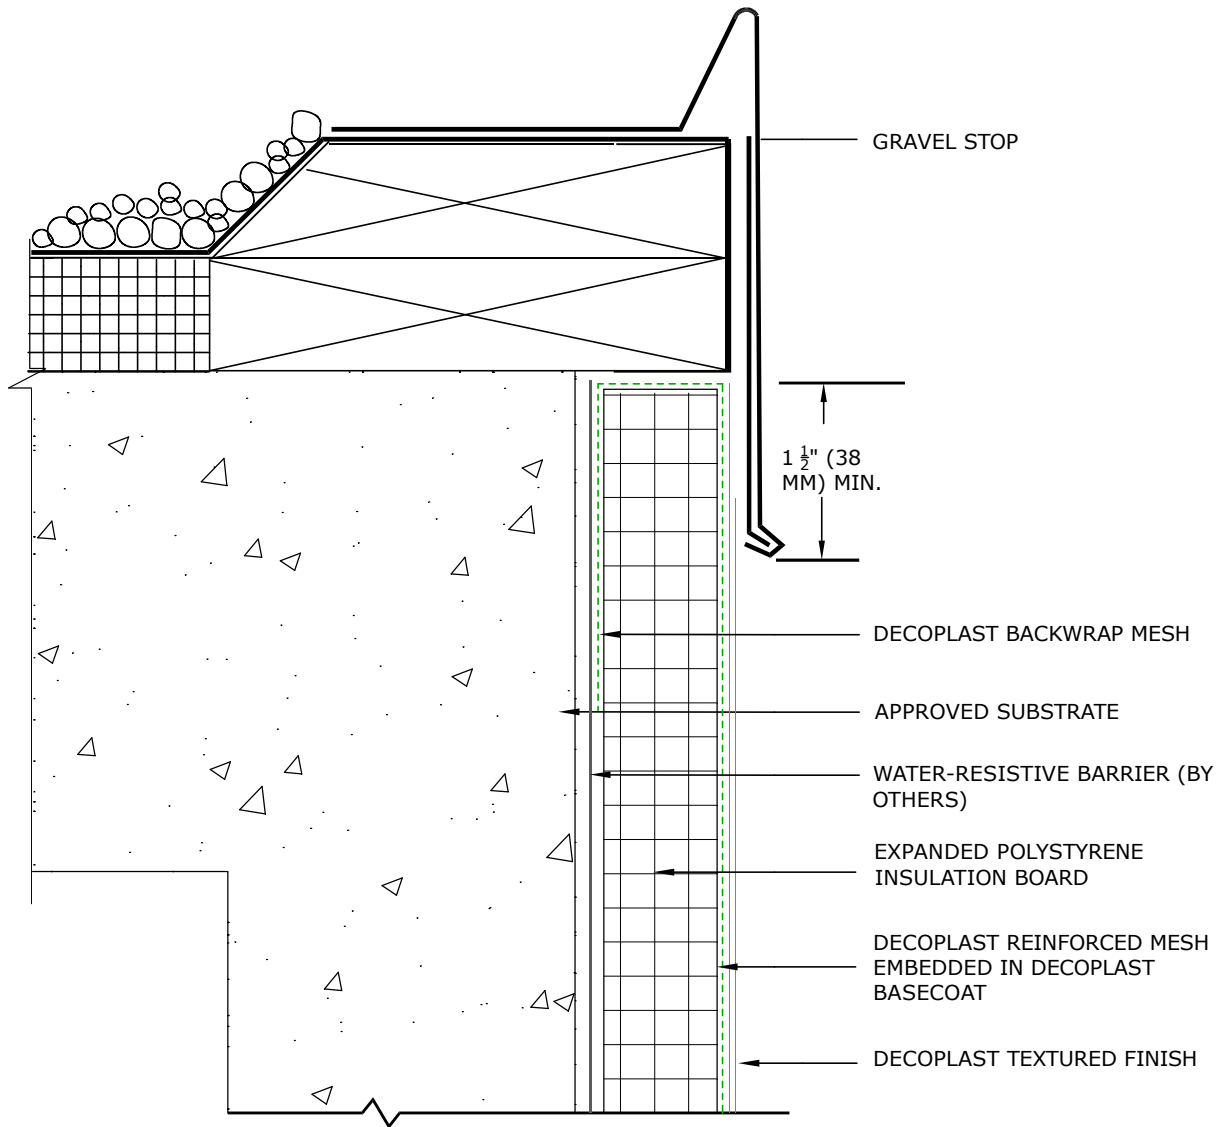 GRAVEL STOP
1 ½" (38
MM) MIN.
DECOPLAST BACKWRAP MESH
APPROVED SUBSTRATE
WATER-RESISTIVE BARRIER (BY
OTHERS)
EXPANDED POLYSTYRENE
INSULATION BOARD
DECOPLAST REINFORCED MESH
EMBEDDED IN DECOPLAST
BASECOAT
DECOPLAST TEXTURED FINISH